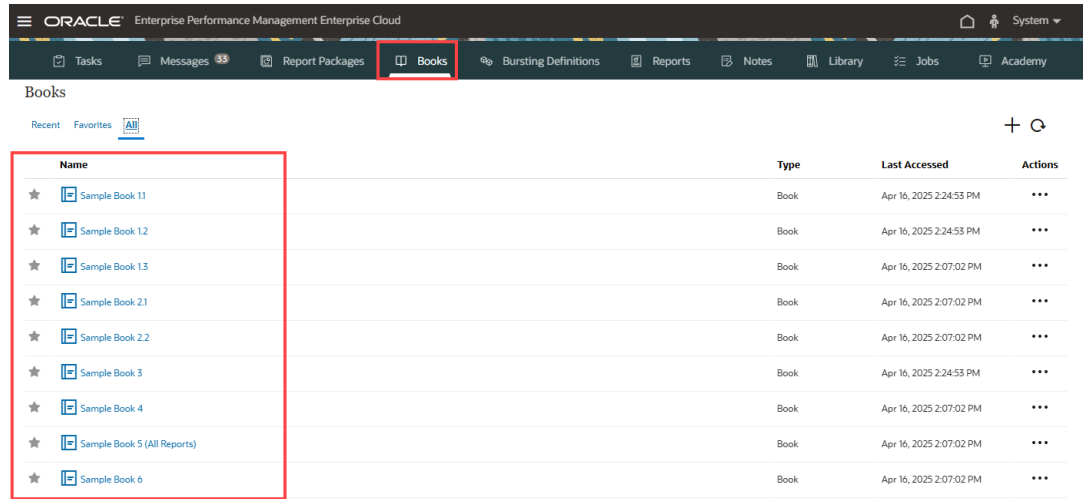 ORACLE Enterprise Performance Management Enterprise Cloud System
Tasks Messages 33 Report Packages Books Bursting Definitions Reports Notes Library Jobs Academy
Books
Recent Favorites All
Name Type Last Accessed Actions
Sample Book 1.1 Book Apr 16, 2025 2:24:53 PM
Sample Book 1.2 Book Apr 16, 2025 2:24:53 PM
Sample Book 1.3 Book Apr 16, 2025 2:07:02 PM
Sample Book 2.1 Book Apr 16, 2025 2:07:02 PM
Sample Book 2.2 Book Apr 16, 2025 2:07:02 PM
Sample Book 3 Book Apr 16, 2025 2:24:53 PM
Sample Book 4 Book Apr 16, 2025 2:07:02 PM
Sample Book 5 (All Reports) Book Apr 16, 2025 2:07:02 PM
Sample Book 6 Book Apr 16, 2025 2:07:02 PM